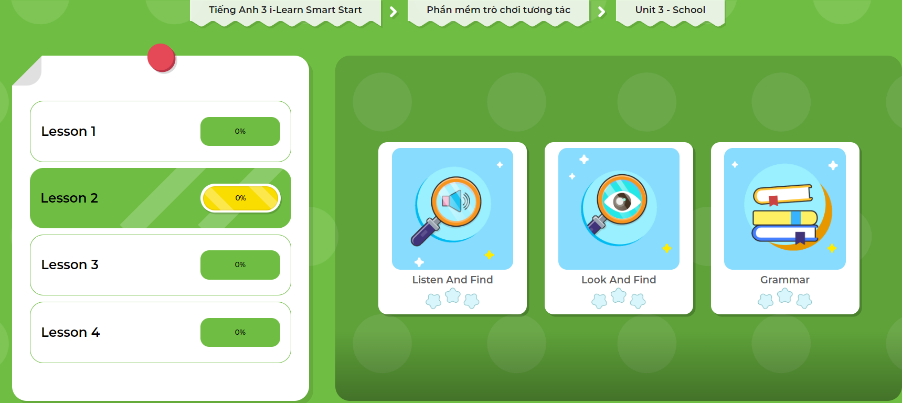 Tiếng Anh 3 i-Learn Smart Start
Phần mềm trò chơi tương tác
Unit 3 - School
Lesson 1
0%
Lesson 2
0%
Lesson 3
0%
Lesson 4
0%
Listen And Find
Look And Find
Grammar